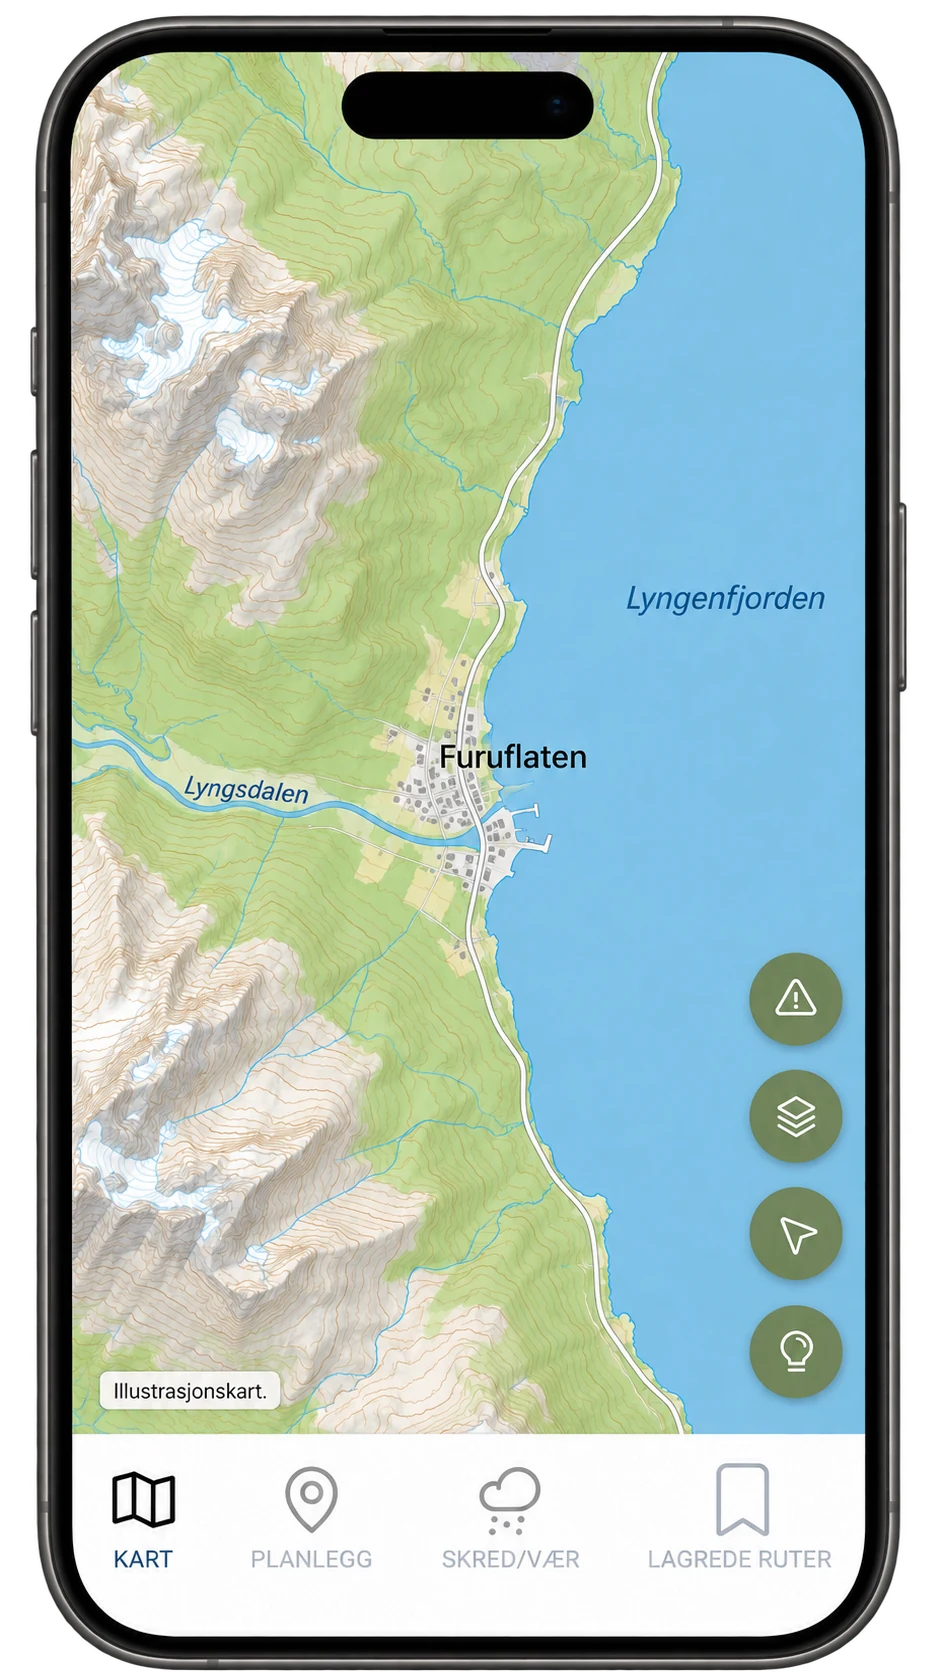 Lyngenfjorden
Furuflaten
Lyngsdalen
Illustrasjonskart.
KART
PLANLEGG
SKRED/VÆR
LAGREDE RUTER